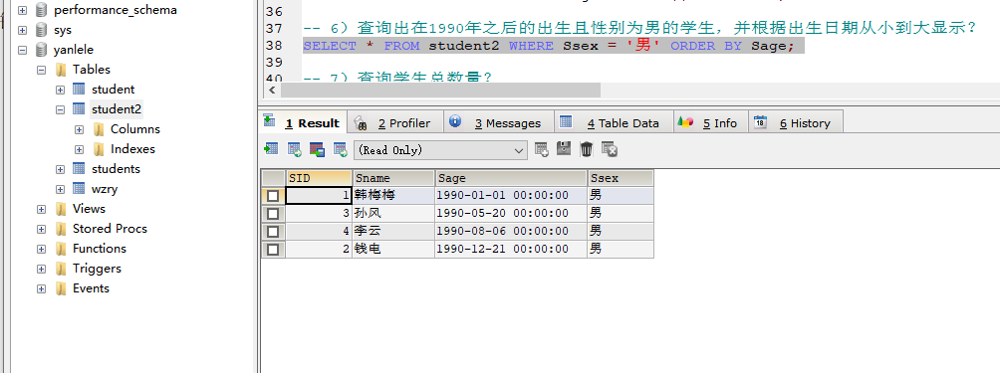 performance_schema
sys
yanlele
Tables
student
student2
Columns
Indexes
students
wzry
Views
Stored Procs
Functions
Triggers
Events
36
37 -- 6）查询出在1990年之后的出生且性别为男的学生，并根据出生日期从小到大显示？
38 SELECT * FROM student2 WHERE Ssex = '男' ORDER BY Sage;
39
40 -- 7）查询学生总数量？
1 Result 2 Profiler 3 Messages 4 Table Data 5 Info 6 History
(Read Only)
SID Sname Sage Ssex
1 韩梅梅 1990-01-01 00:00:00 男
3 孙风 1990-05-20 00:00:00 男
4 李云 1990-08-06 00:00:00 男
2 钱电 1990-12-21 00:00:00 男